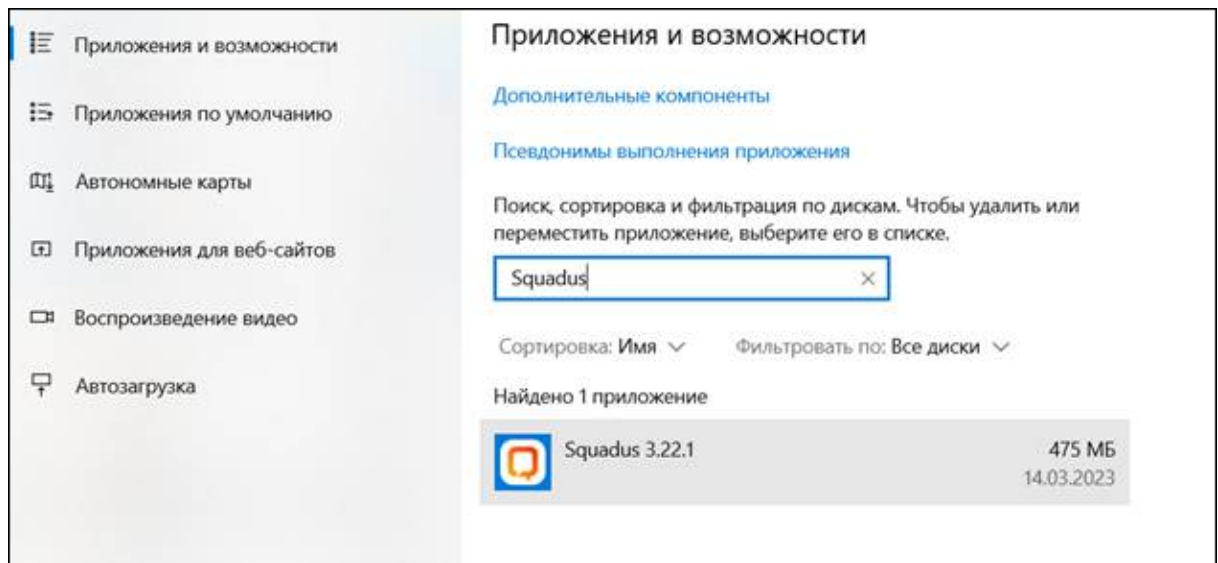 Приложения и возможности
Приложения по умолчанию
Автономные карты
Приложения для веб-сайтов
Воспроизведение видео
Автозагрузка
Приложения и возможности
Дополнительные компоненты
Псевдонимы выполнения приложения
Поиск, сортировка и фильтрация по дискам. Чтобы удалить или
переместить приложение, выберите его в списке.
Squadus
Сортировка: Имя Фильтровать по: Все диски
Найдено 1 приложение
Squadus 3.22.1 475 МБ
14.03.2023